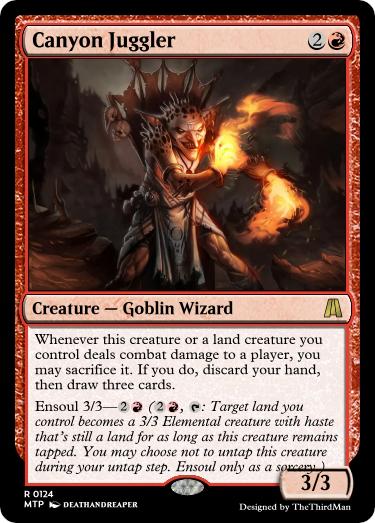 Canyon Juggler 2R
Creature — Goblin Wizard
Whenever this creature or a land creature you
control deals combat damage to a player, you
may sacrifice it. If you do, discard your hand,
then draw three cards.
Ensoul 3/3—2R (2R, T: Target land you
control becomes a 3/3 Elemental creature with haste
that's still a land for as long as this creature remains
tapped. You may choose not to untap this creature
during your untap step. Ensoul only as a sorcery.)
3/3
R 0124
MTP DEATHANDREAPER
Designed by TheThirdMan